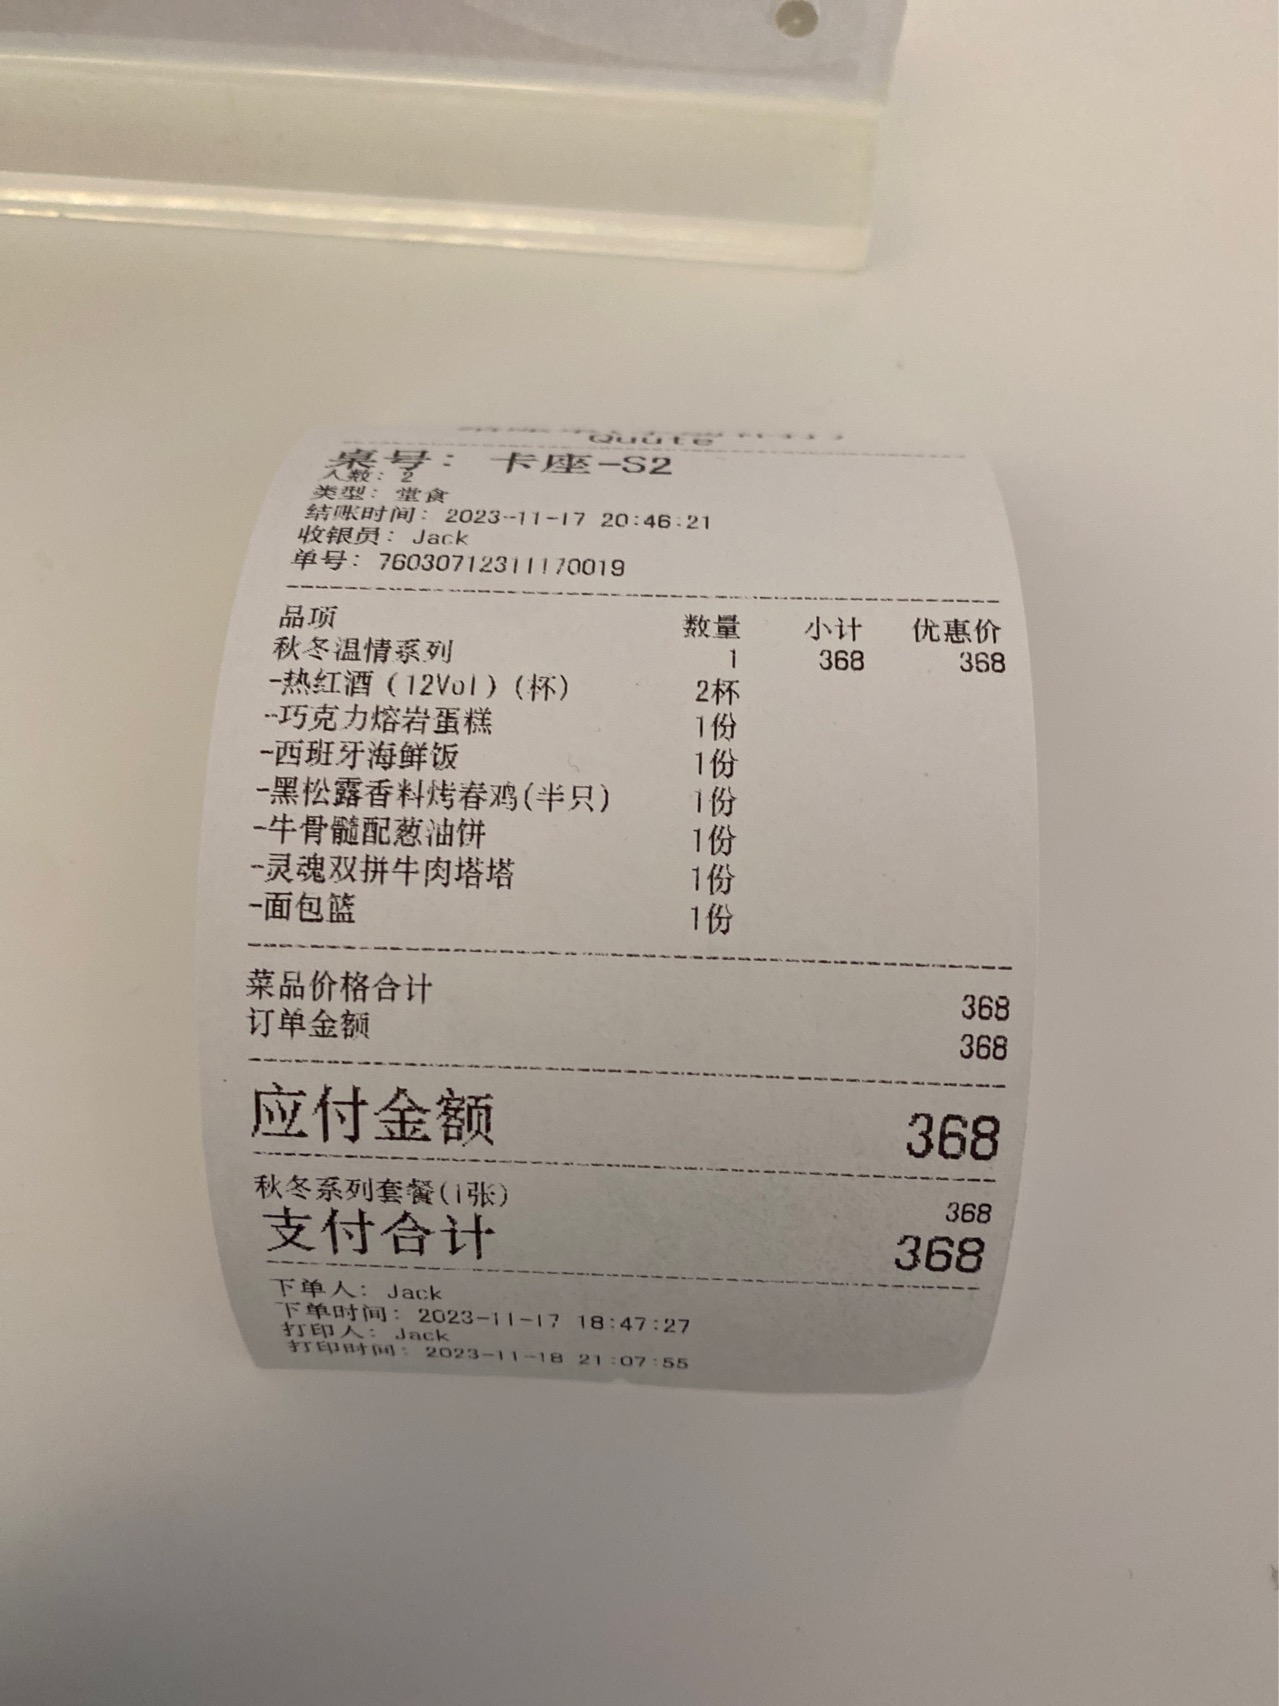 Quute
桌号: 卡座-S2
人数: 2
类型: 堂食
结账时间: 2023-11-17 20:46:21
收银员: Jack
单号: 76030712311170019
品项 数量 小计 优惠价
秋冬温情系列 1 368 368
-热红酒(12Vol)(杯) 2杯
-巧克力熔岩蛋糕 1份
-西班牙海鲜饭 1份
-黑松露香料烤春鸡(半只) 1份
-牛骨髓配葱油饼 1份
-灵魂双拼牛肉塔塔 1份
-面包篮 1份
菜品价格合计 368
订单金额 368
应付金额 368
秋冬系列套餐(1张) 368
支付合计 368
下单人: Jack
下单时间: 2023-11-17 18:47:27
打印人: Jack
打印时间: 2023-11-18 21:07:55